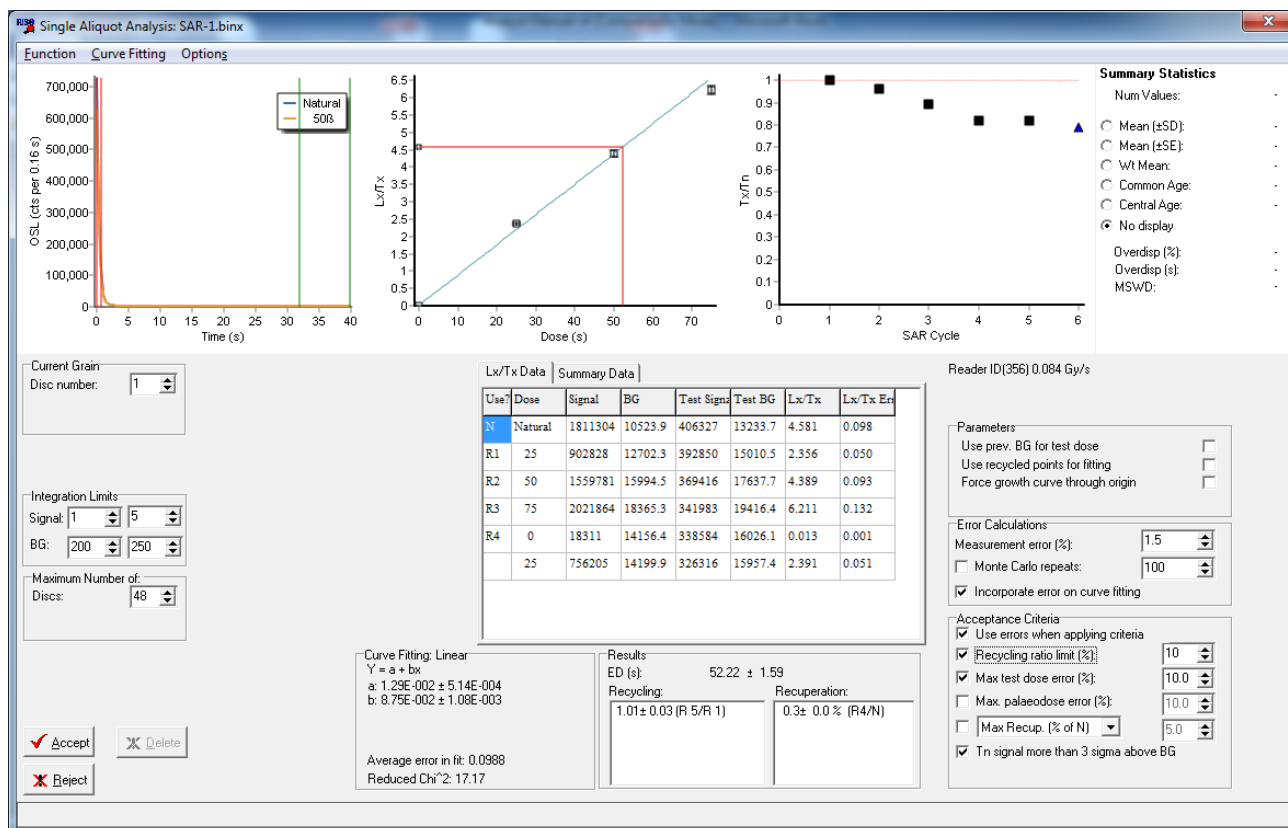 RISØ Single Aliquot Analysis: SAR-1.binx
Function Curve Fitting Options
700,000
600,000
500,000
400,000
300,000
200,000
100,000
0
OSL (cts per 0.16 s)
Natural
50ß
0 5 10 15 20 25 30 35 40
Time (s)
6.5
6
5.5
5
4.5
4
3.5
3
2.5
2
1.5
1
0.5
0
Lx/Tx
0 10 20 30 40 50 60 70
Dose (s)
1
0.9
0.8
0.7
0.6
0.5
0.4
0.3
0.2
0.1
0
Tx/Tn
0 1 2 3 4 5 6
SAR Cycle
Summary Statistics
Num Values: -
Mean (±SD): -
Mean (±SE): -
Wt Mean: -
Common Age: -
Central Age: -
No display
Overdisp (%): -
Overdisp (s): -
MSWD: -
Current Grain
Disc number: 1
Integration Limits
Signal: 1 5
BG: 200 250
Maximum Number of:
Discs: 48
Accept Delete
Reject
Lx/Tx Data Summary Data
Use? Dose Signal BG Test Signa Test BG Lx/Tx Lx/Tx Err
N Natural 1811304 10523.9 406327 13233.7 4.581 0.098
R1 25 902828 12702.3 392850 15010.5 2.356 0.050
R2 50 1559781 15994.5 369416 17637.7 4.389 0.093
R3 75 2021864 18365.3 341983 19416.4 6.211 0.132
R4 0 18311 14156.4 338584 16026.1 0.013 0.001
25 756205 14199.9 326316 15957.4 2.391 0.051
Curve Fitting: Linear
Y = a + bx
a: 1.29E-002 ± 5.14E-004
b: 8.75E-002 ± 1.08E-003
Average error in fit: 0.0988
Reduced Chi^2: 17.17
Results
ED (s): 52.22 ± 1.59
Recycling: Recuperation:
1.01± 0.03 (R 5/R 1) 0.3± 0.0 % (R4/N)
Reader ID(356) 0.084 Gy/s
Parameters
Use prev. BG for test dose
Use recycled points for fitting
Force growth curve through origin
Error Calculations
Measurement error (%): 1.5
Monte Carlo repeats: 100
Incorporate error on curve fitting
Acceptance Criteria
Use errors when applying criteria
Recycling ratio limit (%): 10
Max test dose error (%): 10.0
Max. palaeodose error (%): 10.0
Max Recup. (% of N) 5.0
Tn signal more than 3 sigma above BG